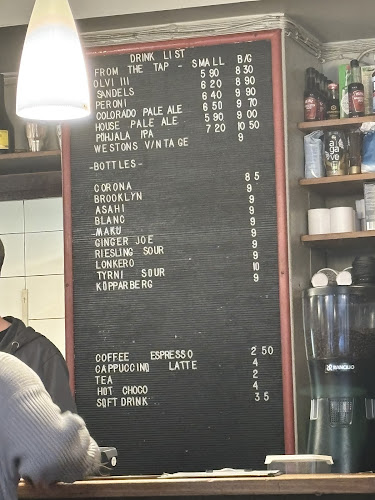 DRINK LIST
FROM THE TAP - SMALL B/G
OLVI III 5 90 8 30
SANDELS 6 20 8 90
PERONI 6 40 9 90
COLORADO PALE ALE 6 50 9 70
HOUSE PALE ALE 5 90 9 00
POHJALA IPA 7 20 10 50
WESTONS V/NTAGE 9
-BOTTLES-
CORONA 8 5
BROOKLYN 9
ASAHI 9
BLANC 9
MAKU 9
GINGER JOE 9
RIESLING SOUR 9
LONKERO 9
TYRNI SOUR 10
KOPPARBERG 9
COFFEE ESPRESSO 2 50
CAPPUCCINO LATTE 4
TEA 2
HOT CHOCO 4
SOFT DRINK 3 5
aga
ve